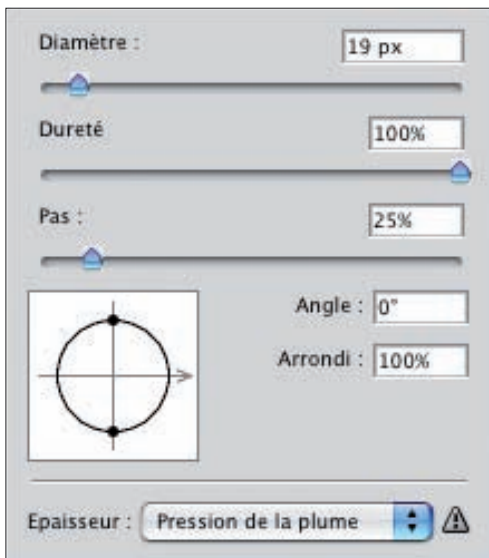 Diamètre : 19 px
Dureté 100%
Pas : 25%
Angle : 0°
Arrondi : 100%
Epaisseur : Pression de la plume